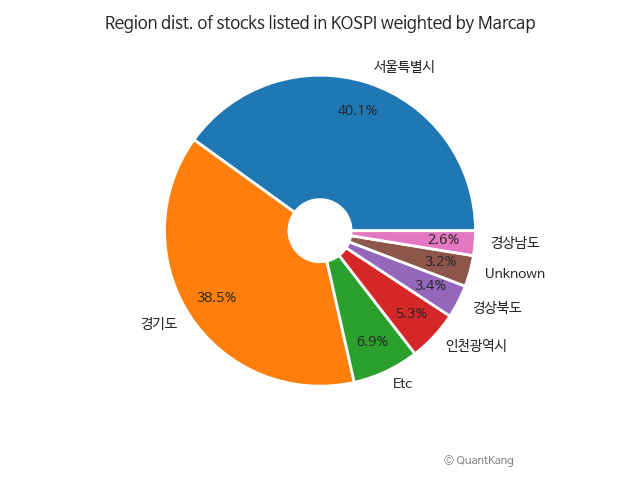 Region dist. of stocks listed in KOSPI weighted by Marcap
서울특별시
40.1%
38.5%
경기도
6.9%
Etc
5.3%
인천광역시
3.4%
경상북도
3.2%
Unknown
2.6%
경상남도
© QuantKang